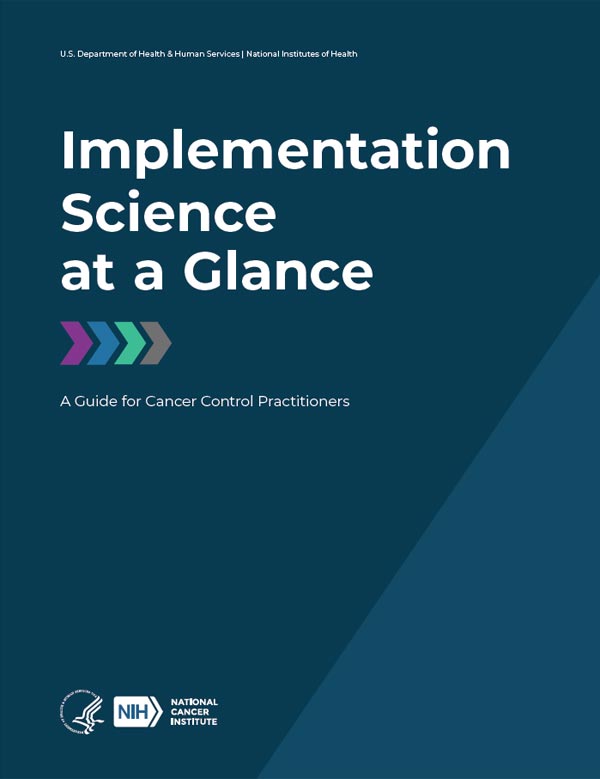 U.S. Department of Health & Human Services | National Institutes of Health
Implementation
Science
at a Glance
A Guide for Cancer Control Practitioners
NIH
NATIONAL
CANCER
INSTITUTE